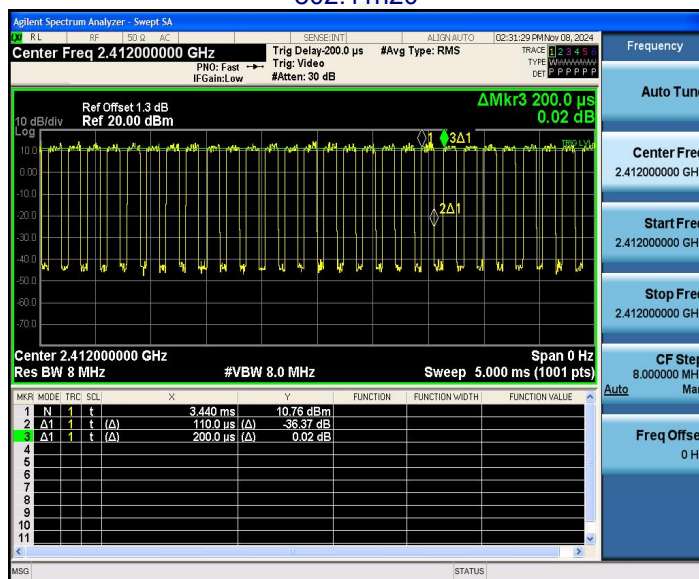 Agilent Spectrum Analyzer - Swept SA
LXI RL RF 50 Ω AC SENSE:INT ALIGN AUTO 02:31:29 PM Nov 08, 2024
Center Freq 2.412000000 GHz
PNO: Fast
IFGain:Low
Trig Delay-200.0 µs
Trig: Video
#Atten: 30 dB
#Avg Type: RMS
TRACE 1 2 3 4 5 6
TYPE
DET P P P P P P
Frequency
Auto Tune
Center Freq
2.412000000 GH
Start Freq
2.412000000 GH
Stop Freq
2.412000000 GH
CF Step
8.000000 MH
Auto Man
Freq Offse
0 H
ΔMkr3 200.0 µs
0.02 dB
Ref Offset 1.3 dB
Ref 20.00 dBm
10 dB/div
Log
10.0
0.00
-10.0
-20.0
-30.0
-40.0
-50.0
-60.0
-70.0
1 3Δ1
TRIG LVL
2Δ1
Center 2.412000000 GHz
Span 0 Hz
Res BW 8 MHz
#VBW 8.0 MHz
Sweep 5.000 ms (1001 pts)
MKR MODE TRC SCL X Y FUNCTION FUNCTION WIDTH FUNCTION VALUE
1 N 1 t 3.440 ms 10.76 dBm
2 Δ1 1 t (Δ) 110.0 µs (Δ) -36.37 dB
3 Δ1 1 t (Δ) 200.0 µs (Δ) 0.02 dB
4
5
6
7
8
9
10
11
MSG
STATUS